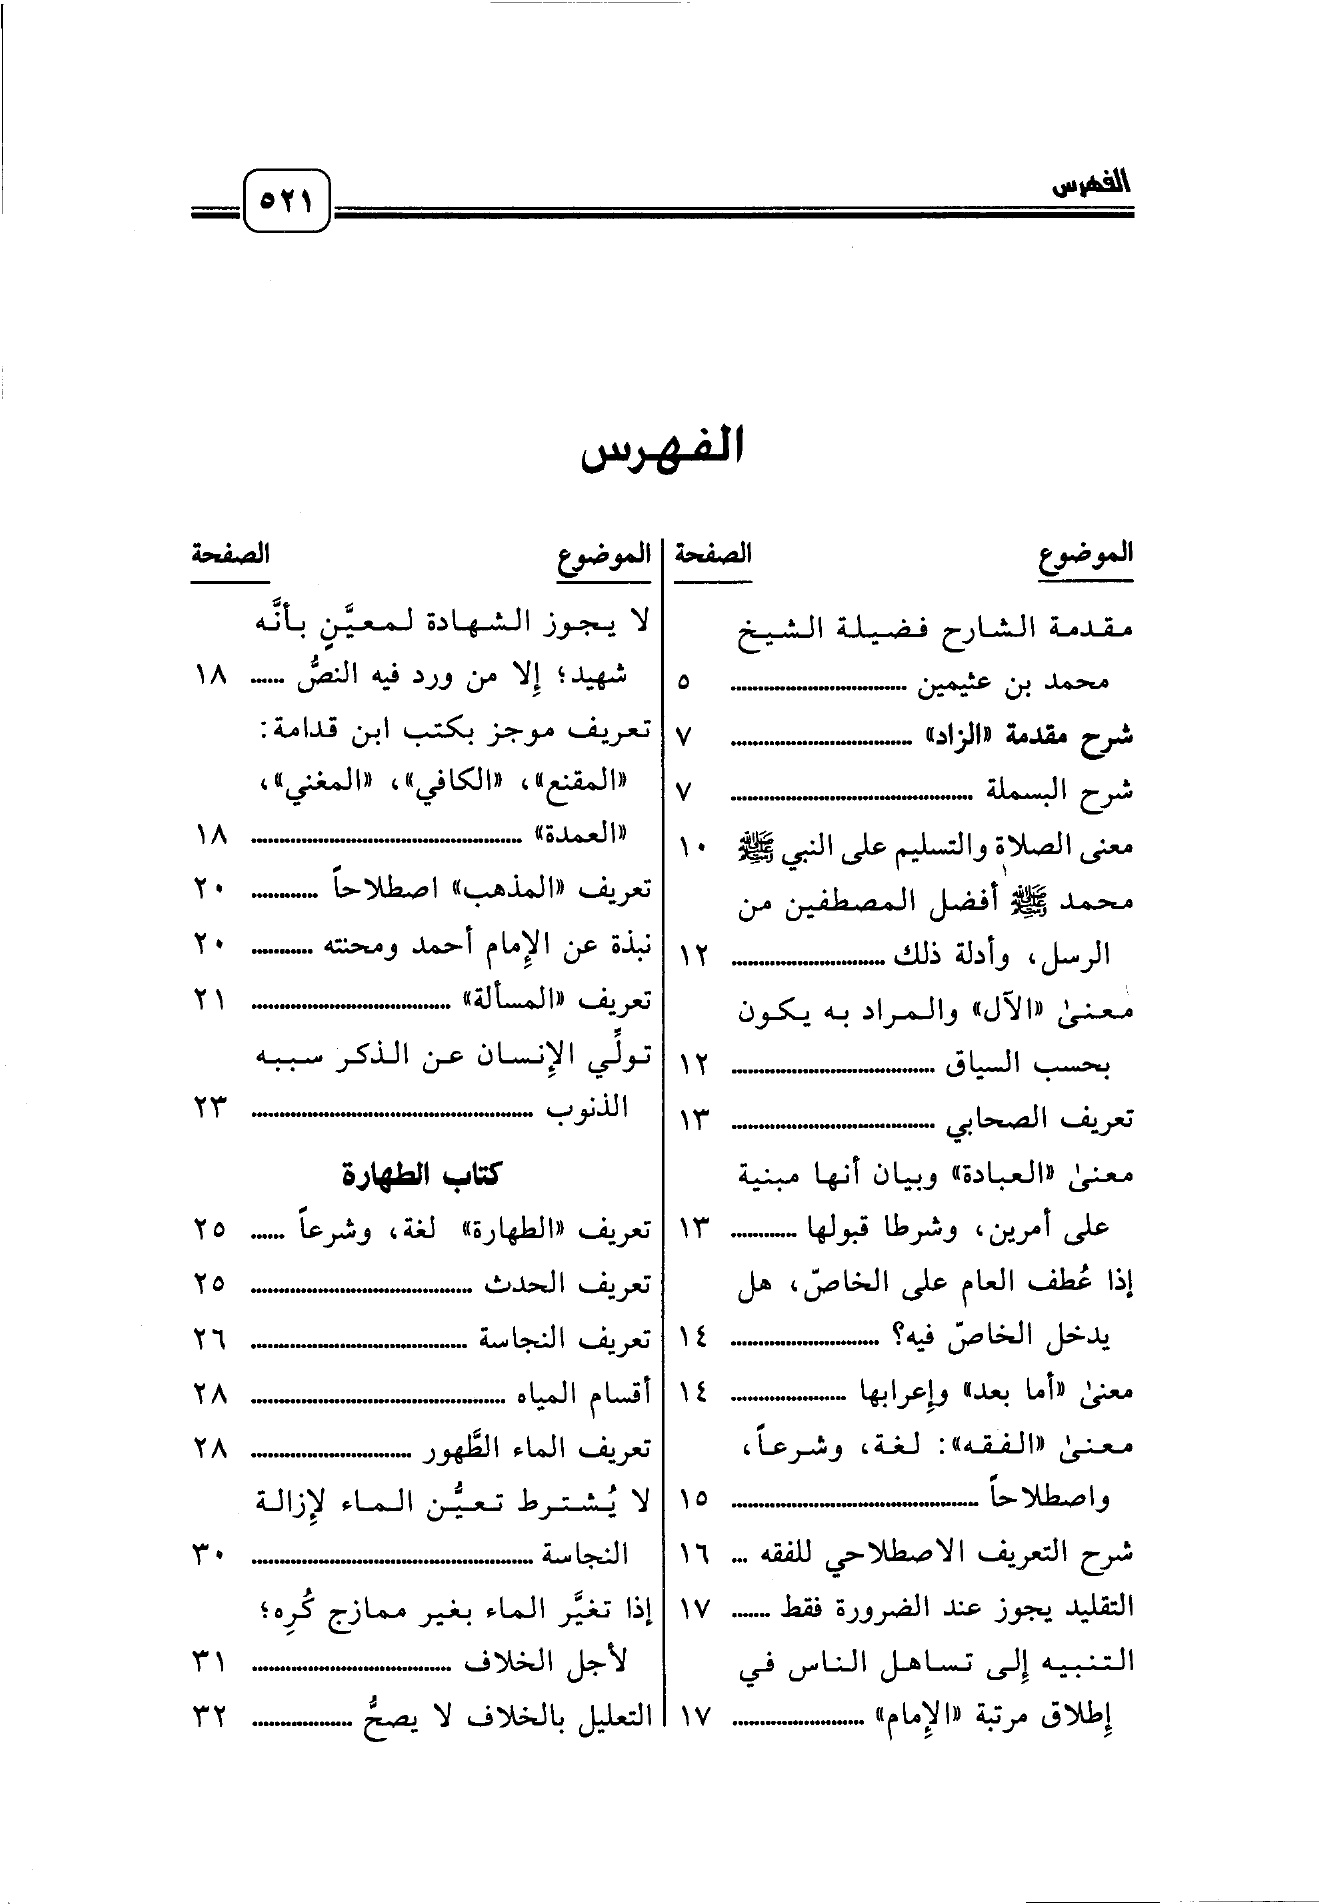 الفهرس
٥٢١
الفهرس
الموضوع الصفحة
مقدمة الشارح فضيلة الشيخ
محمد بن عثيمين ................ ٥
شرح مقدمة «الزاد» ................ ٧
شرح البسملة ................ ٧
معنى الصلاة والتسليم على النبي ﷺ ١٠
محمد ﷺ أفضل المصطفين من
الرسل، وأدلة ذلك ................ ١٢
معنىٰ «الآل» والمراد به يكون
بحسب السياق ................ ١٢
تعريف الصحابي ................ ١٣
معنىٰ «العبادة» وبيان أنها مبنية
على أمرين، وشرطا قبولها ............ ١٣
إذا عُطف العام على الخاصّ، هل
يدخل الخاصّ فيه؟ ................ ١٤
معنىٰ «أما بعد» وإعرابها ................ ١٤
معنىٰ «الفقه»: لغة، وشرعاً،
واصطلاحاً ................ ١٥
شرح التعريف الاصطلاحي للفقه ... ١٦
التقليد يجوز عند الضرورة فقط ....... ١٧
التنبيه إلى تساهل الناس في
إطلاق مرتبة «الإمام» ................ ١٧
الموضوع الصفحة
لا يجوز الشهادة لمعيَّنٍ بأنَّه
شهيد؛ إلا من ورد فيه النصُّ ...... ١٨
تعريف موجز بكتب ابن قدامة:
«المقنع»، «الكافي»، «المغني»،
«العمدة» ................ ١٨
تعريف «المذهب» اصطلاحاً ............ ٢٠
نبذة عن الإمام أحمد ومحنته ........... ٢٠
تعريف «المسألة» ................ ٢١
تولِّي الإنسان عن الذكر سببه
الذنوب ................ ٢٣
كتاب الطهارة
تعريف «الطهارة» لغة، وشرعاً ...... ٢٥
تعريف الحدث ................ ٢٥
تعريف النجاسة ................ ٢٦
أقسام المياه ................ ٢٨
تعريف الماء الطَّهور ................ ٢٨
لا يُشترط تعيُّن الماء لإزالة
النجاسة ................ ٣٠
إذا تغيَّر الماء بغير ممازج كُرِه؛
لأجل الخلاف ................ ٣١
التعليل بالخلاف لا يصحُّ ................ ٣٢